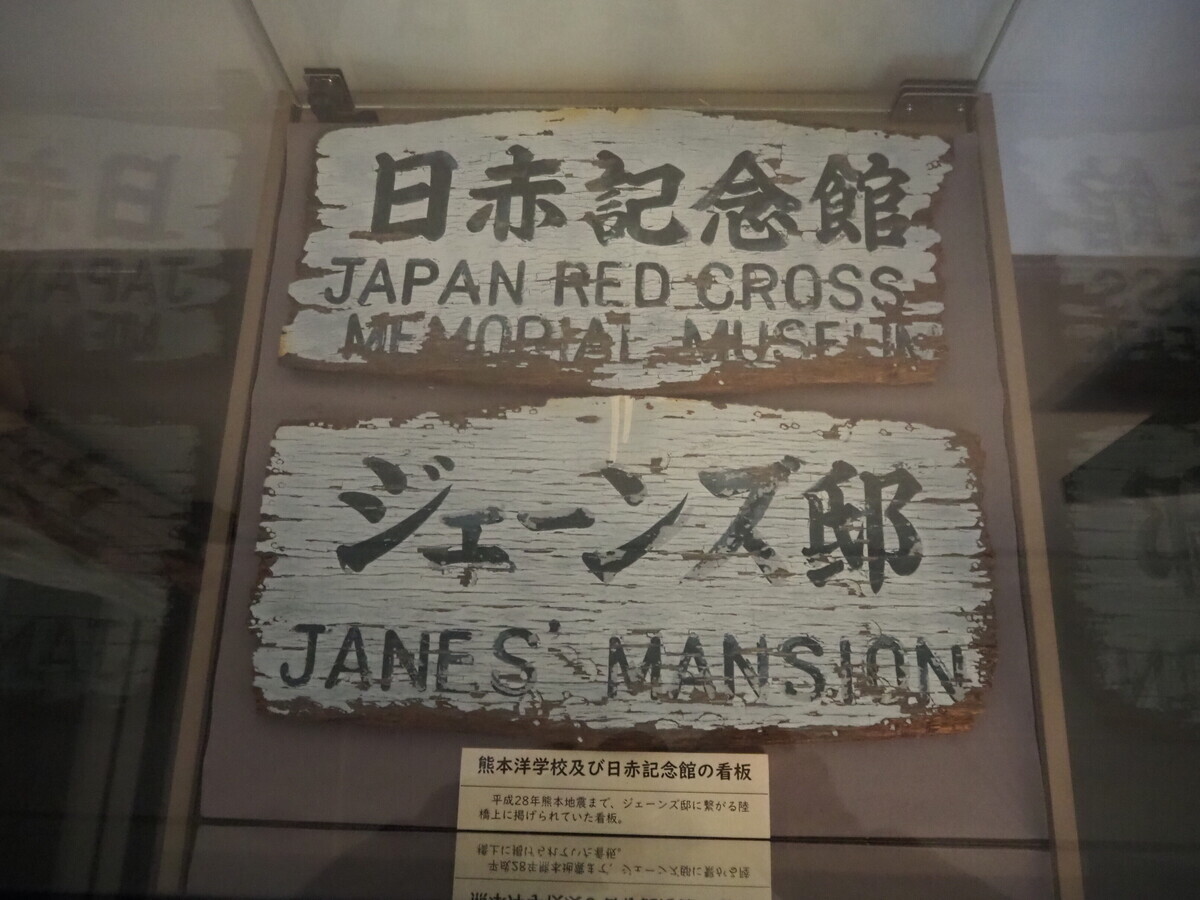 日赤記念館
JAPAN RED CROSS
MEMORIAL MUSEUM
ジェーンズ邸
JANES' MANSION
熊本洋学校及び日赤記念館の看板
平成28年熊本地震まで、ジェーンズ邸に繋がる陸
橋上に掲げられていた看板。